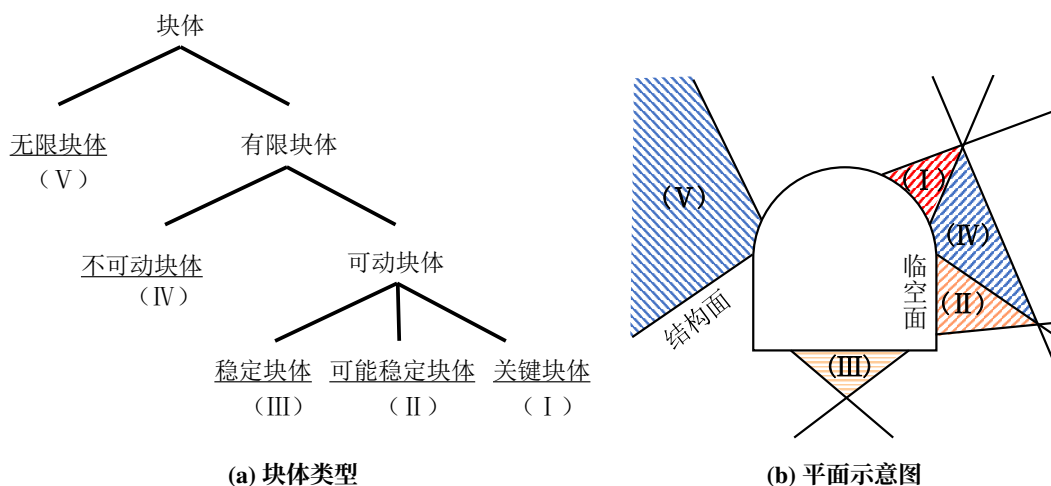 块体
无限块体
（Ⅴ）
有限块体
不可动块体
（Ⅳ）
可动块体
稳定块体
（Ⅲ）
可能稳定块体
（Ⅱ）
关键块体
（Ⅰ）
(a) 块体类型
（Ⅴ）
（Ⅰ）
（Ⅳ）
（Ⅱ）
（Ⅲ）
临空面
结构面
(b) 平面示意图